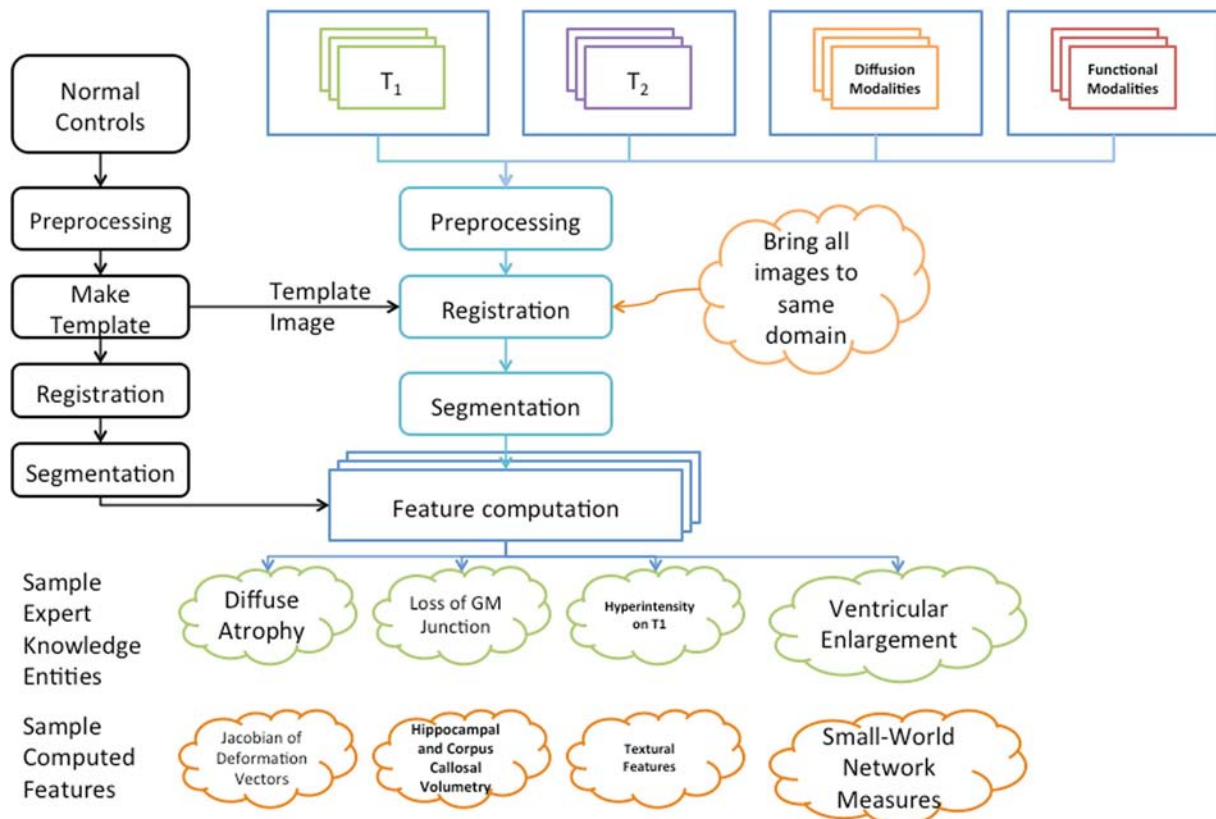 Normal
Controls
T1
T2
Diffusion
Modalities
Functional
Modalities
Preprocessing
Preprocessing
Bring all
images to
same
domain
Make
Template
Template
Image
Registration
Registration
Segmentation
Segmentation
Feature computation
Sample
Expert
Knowledge
Entities
Diffuse
Atrophy
Loss of GM
Junction
Hyperintensity
on T1
Ventricular
Enlargement
Sample
Computed
Features
Jacobian of
Deformation
Vectors
Hippocampal
and Corpus
Callosal
Volumetry
Textural
Features
Small-World
Network
Measures